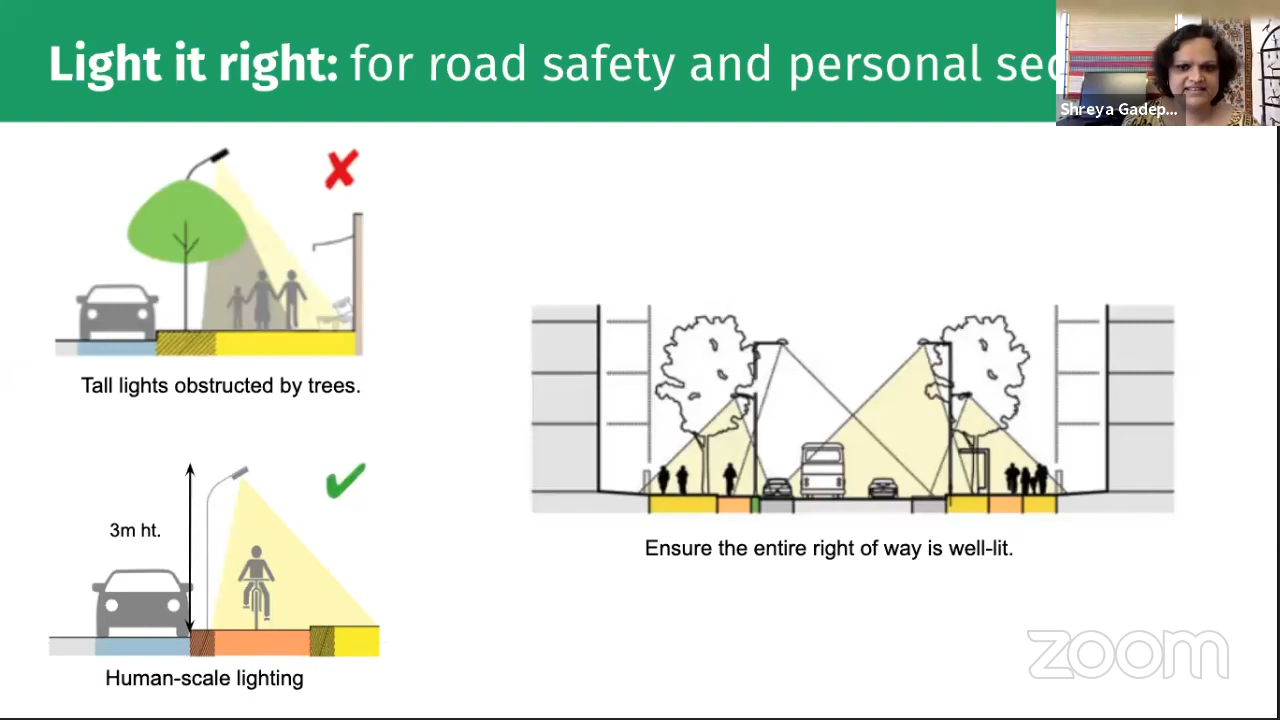 Light it right: for road safety and personal
Shreya Gadep...
Tall lights obstructed by trees.
3m ht.
Human-scale lighting
Ensure the entire right of way is well-lit.
zoom